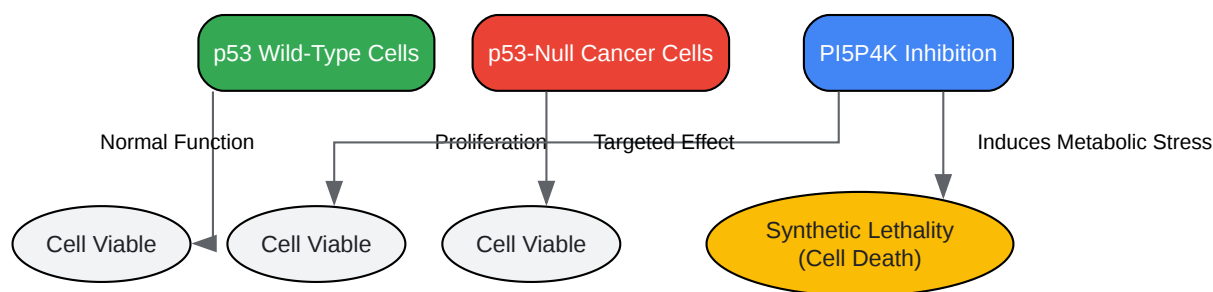 p53 Wild-Type Cells
p53-Null Cancer Cells
PI5P4K Inhibition
Normal Function
Proliferation
Targeted Effect
Induces Metabolic Stress
Cell Viable
Cell Viable
Cell Viable
Synthetic Lethality
(Cell Death)